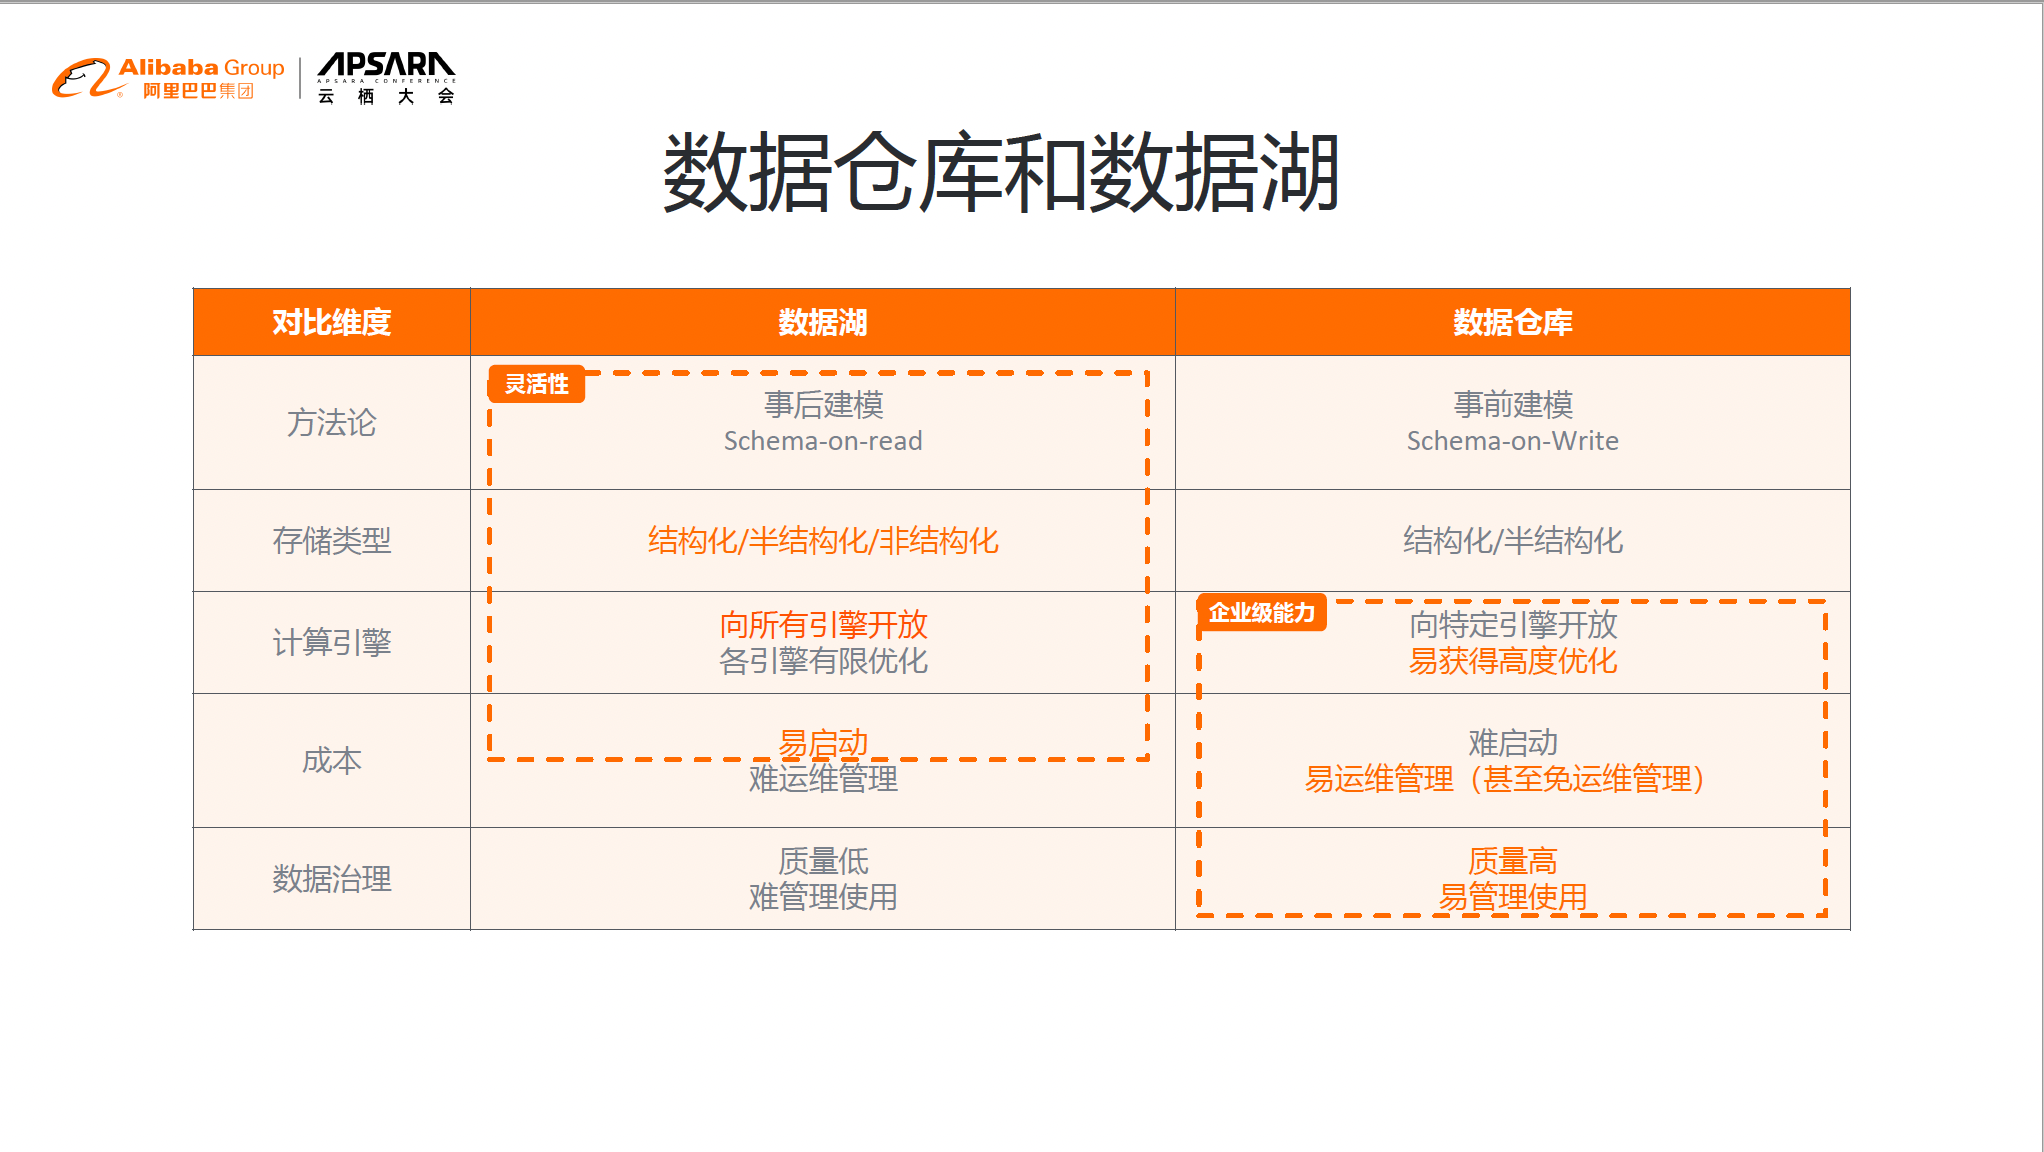 Alibaba Group
阿里巴巴集团
APSARA
APSARA CONFERENCE
云栖大会
数据仓库和数据湖
对比维度
数据湖
数据仓库
方法论
灵活性
事后建模
Schema-on-read
事前建模
Schema-on-Write
存储类型
结构化/半结构化/非结构化
结构化/半结构化
计算引擎
向所有引擎开放
各引擎有限优化
企业级能力
向特定引擎开放
易获得高度优化
成本
易启动
难运维管理
难启动
易运维管理（甚至免运维管理）
数据治理
质量低
难管理使用
质量高
易管理使用